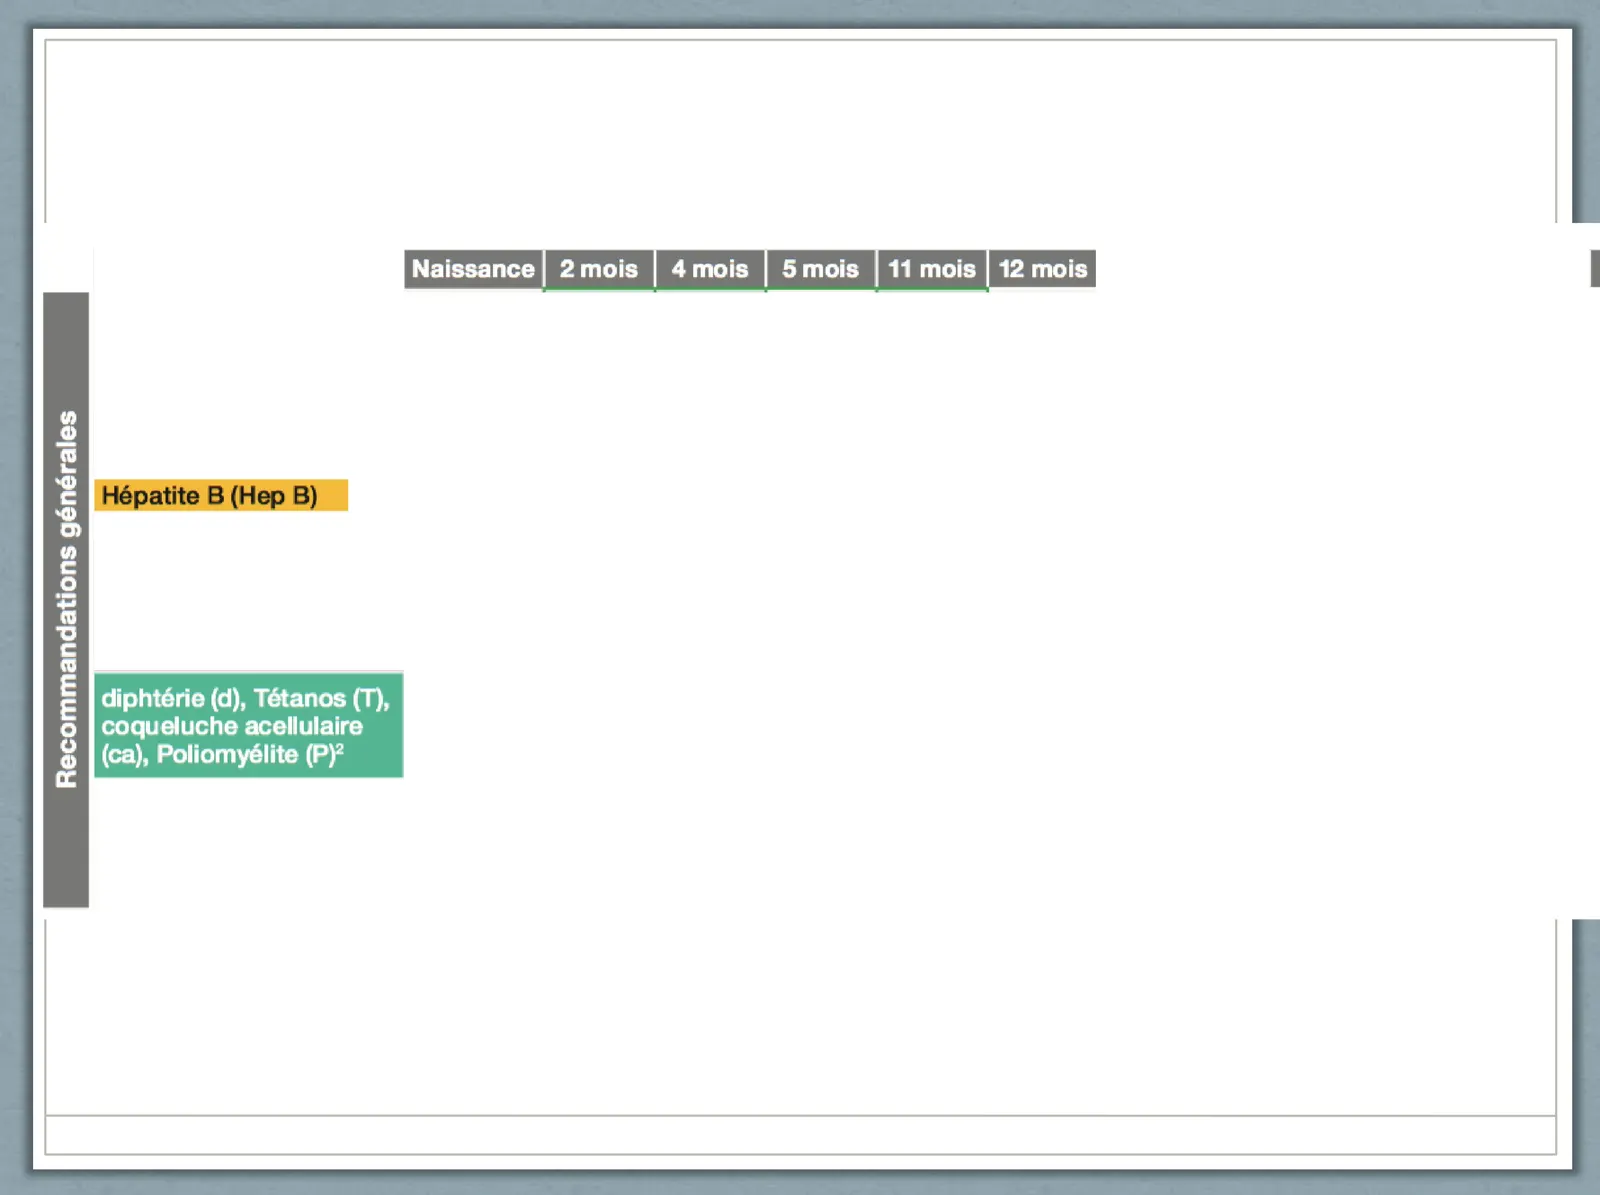 Naissance 2 mois 4 mois 5 mois 11 mois 12 mois
Recommandations générales
Hépatite B (Hep B)
diphtérie (d), Tétanos (T),
coqueluche acellulaire
(ca), Poliomyélite (P)²